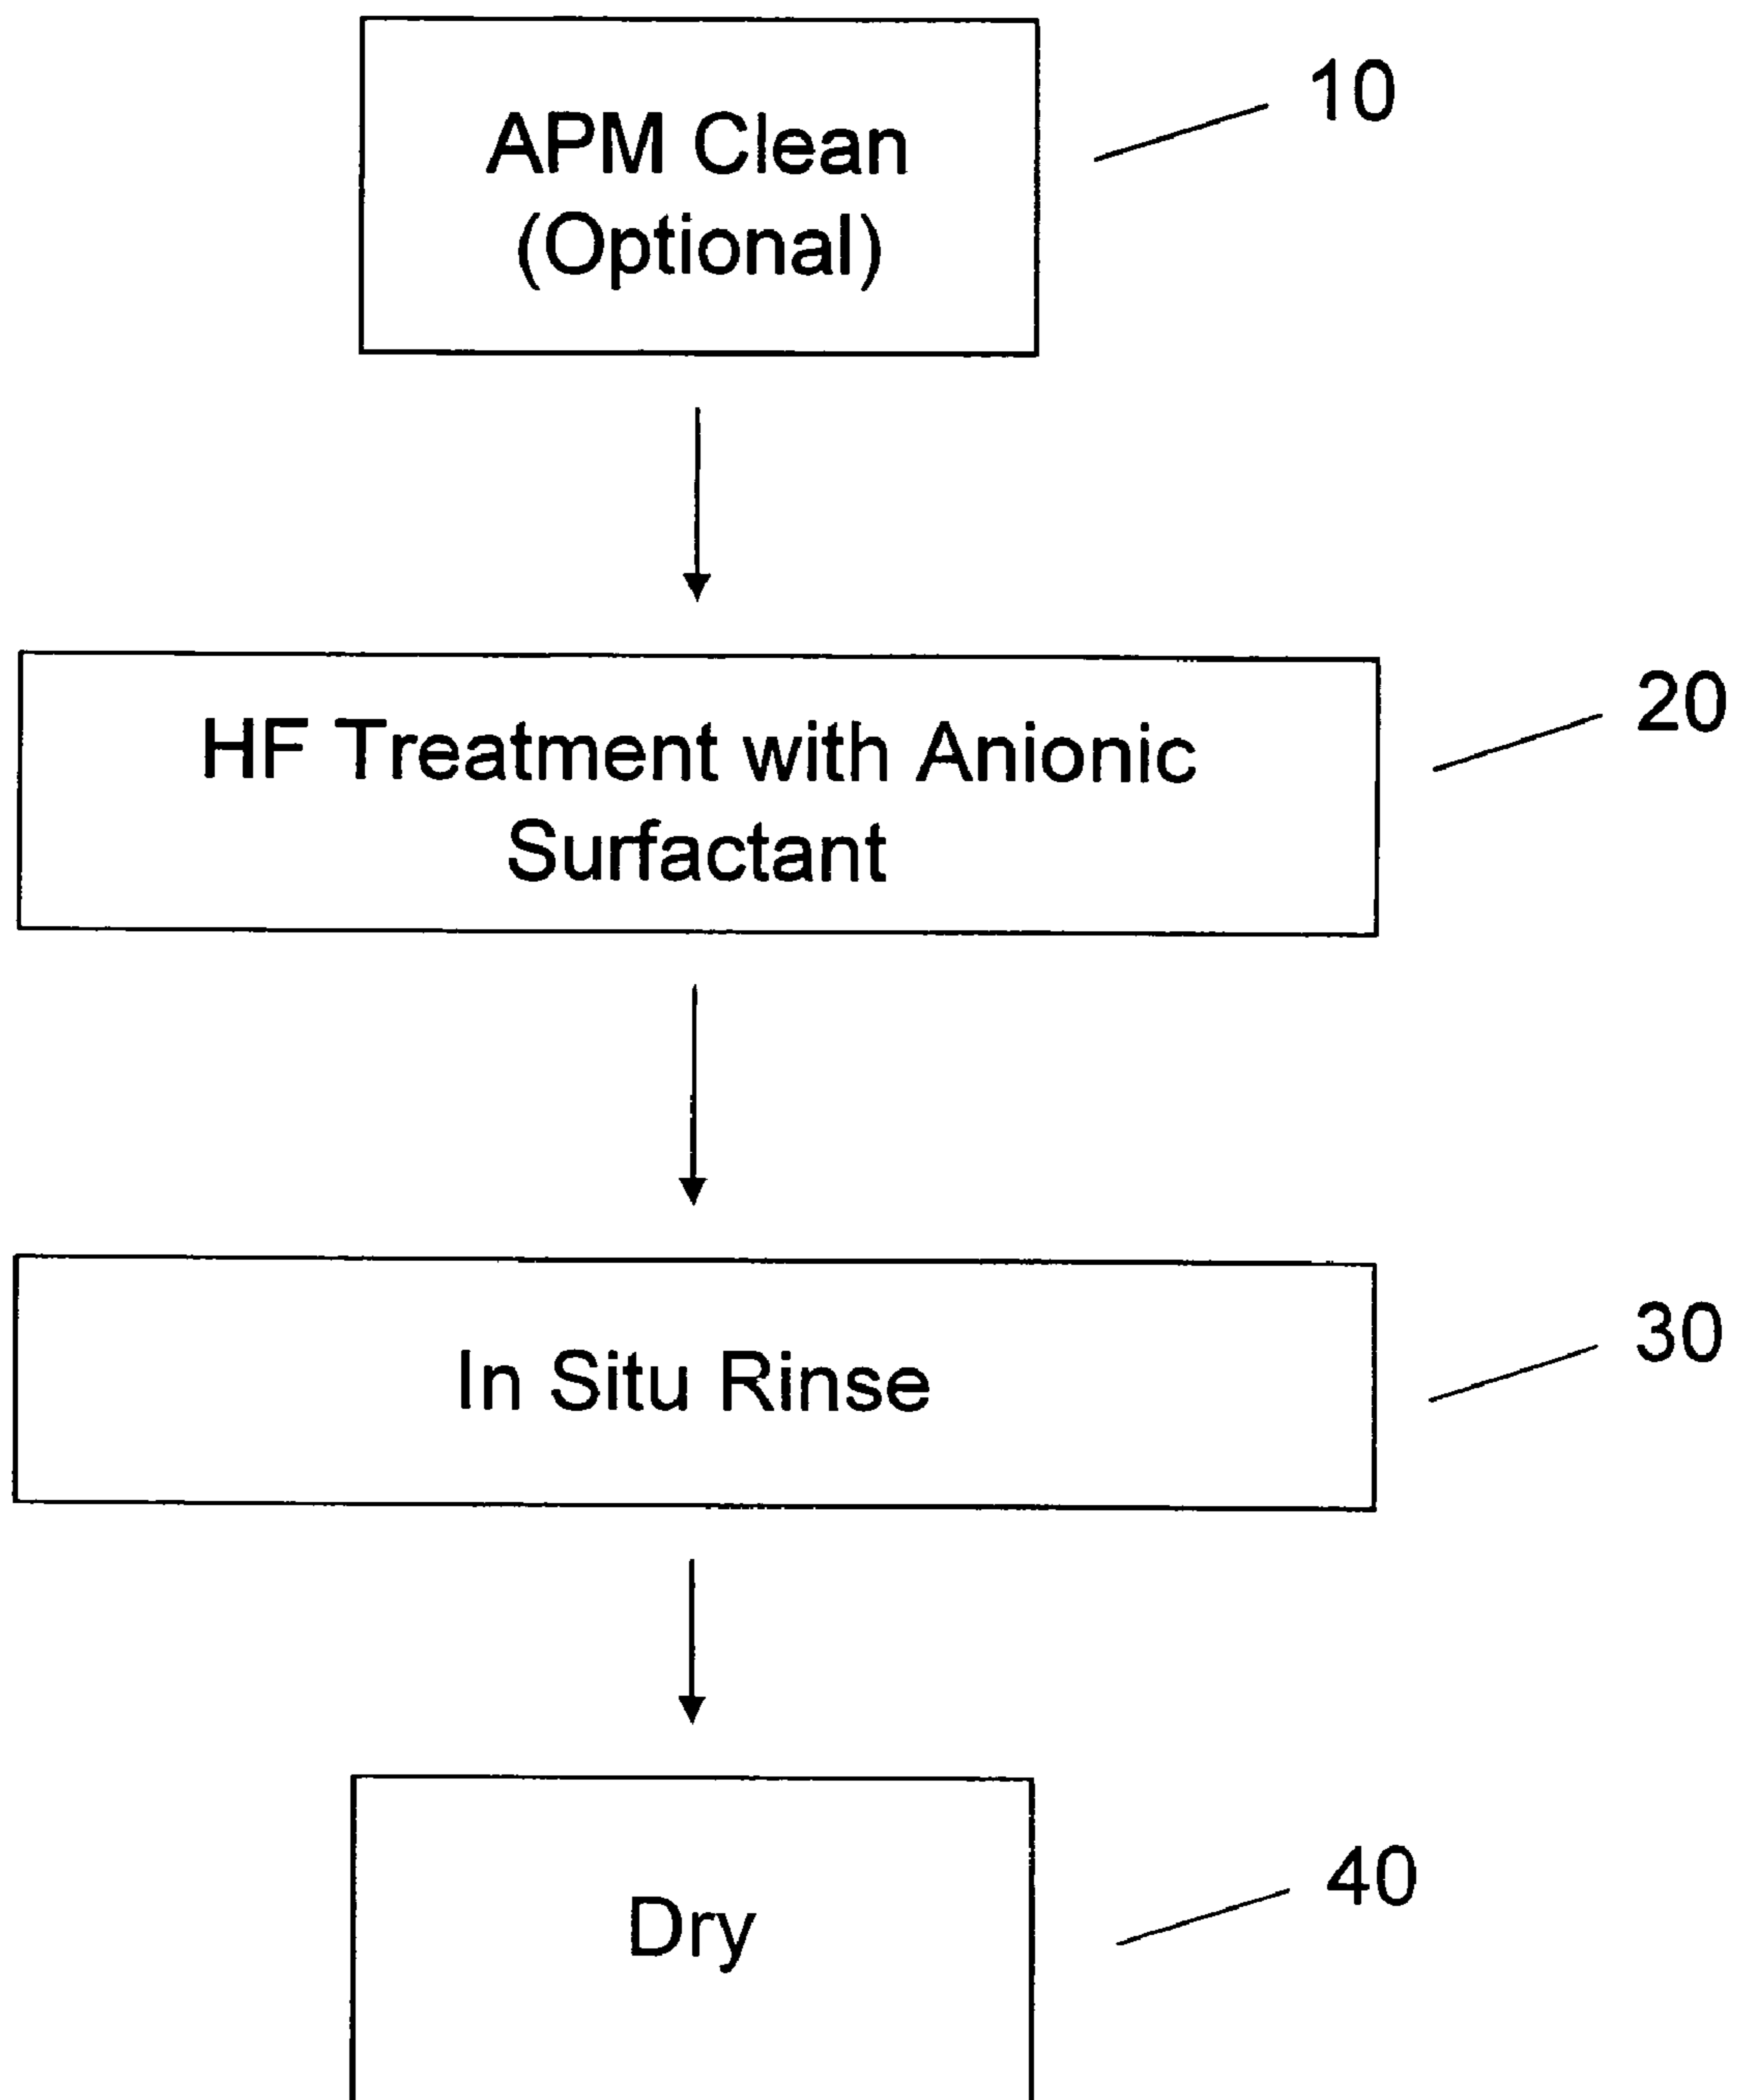 APM Clean
(Optional)
10
HF Treatment with Anionic
Surfactant
20
In Situ Rinse
30
Dry
40